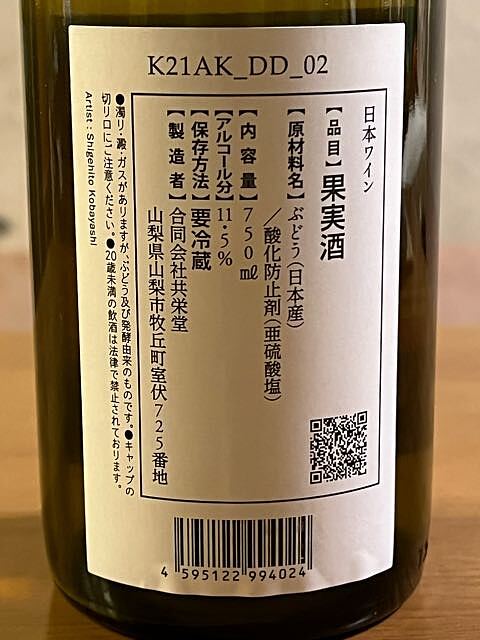 K21AK_DD_02
日本ワイン
【品目】果実酒
【原材料名】ぶどう（日本産）
／酸化防止剤（亜硫酸塩）
【内容量】750㎖
【アルコール分】11.5%
【保存方法】要冷蔵
【製造者】合同会社共栄堂
山梨県山梨市牧丘町室伏725番地
●濁り・澱・ガスがありますが、ぶどう及び発酵由来のものです。●キャップの
切り口にご注意ください。●20歳未満の飲酒は法律で禁止されております。
Artist : Shigehito Kobayashi
4 595122 994024